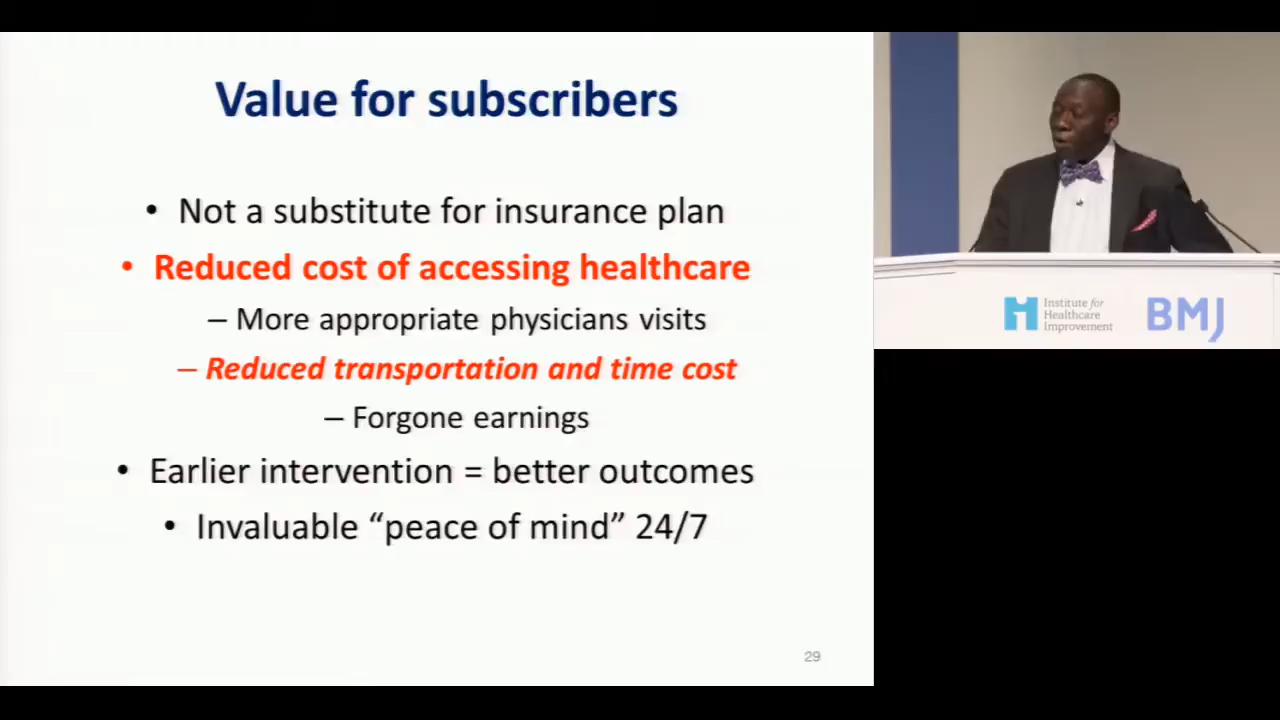 Value for subscribers
• Not a substitute for insurance plan
• Reduced cost of accessing healthcare
– More appropriate physicians visits
– Reduced transportation and time cost
– Forgone earnings
• Earlier intervention = better outcomes
• Invaluable “peace of mind” 24/7
29
Institute for
Healthcare
Improvement
BMJ